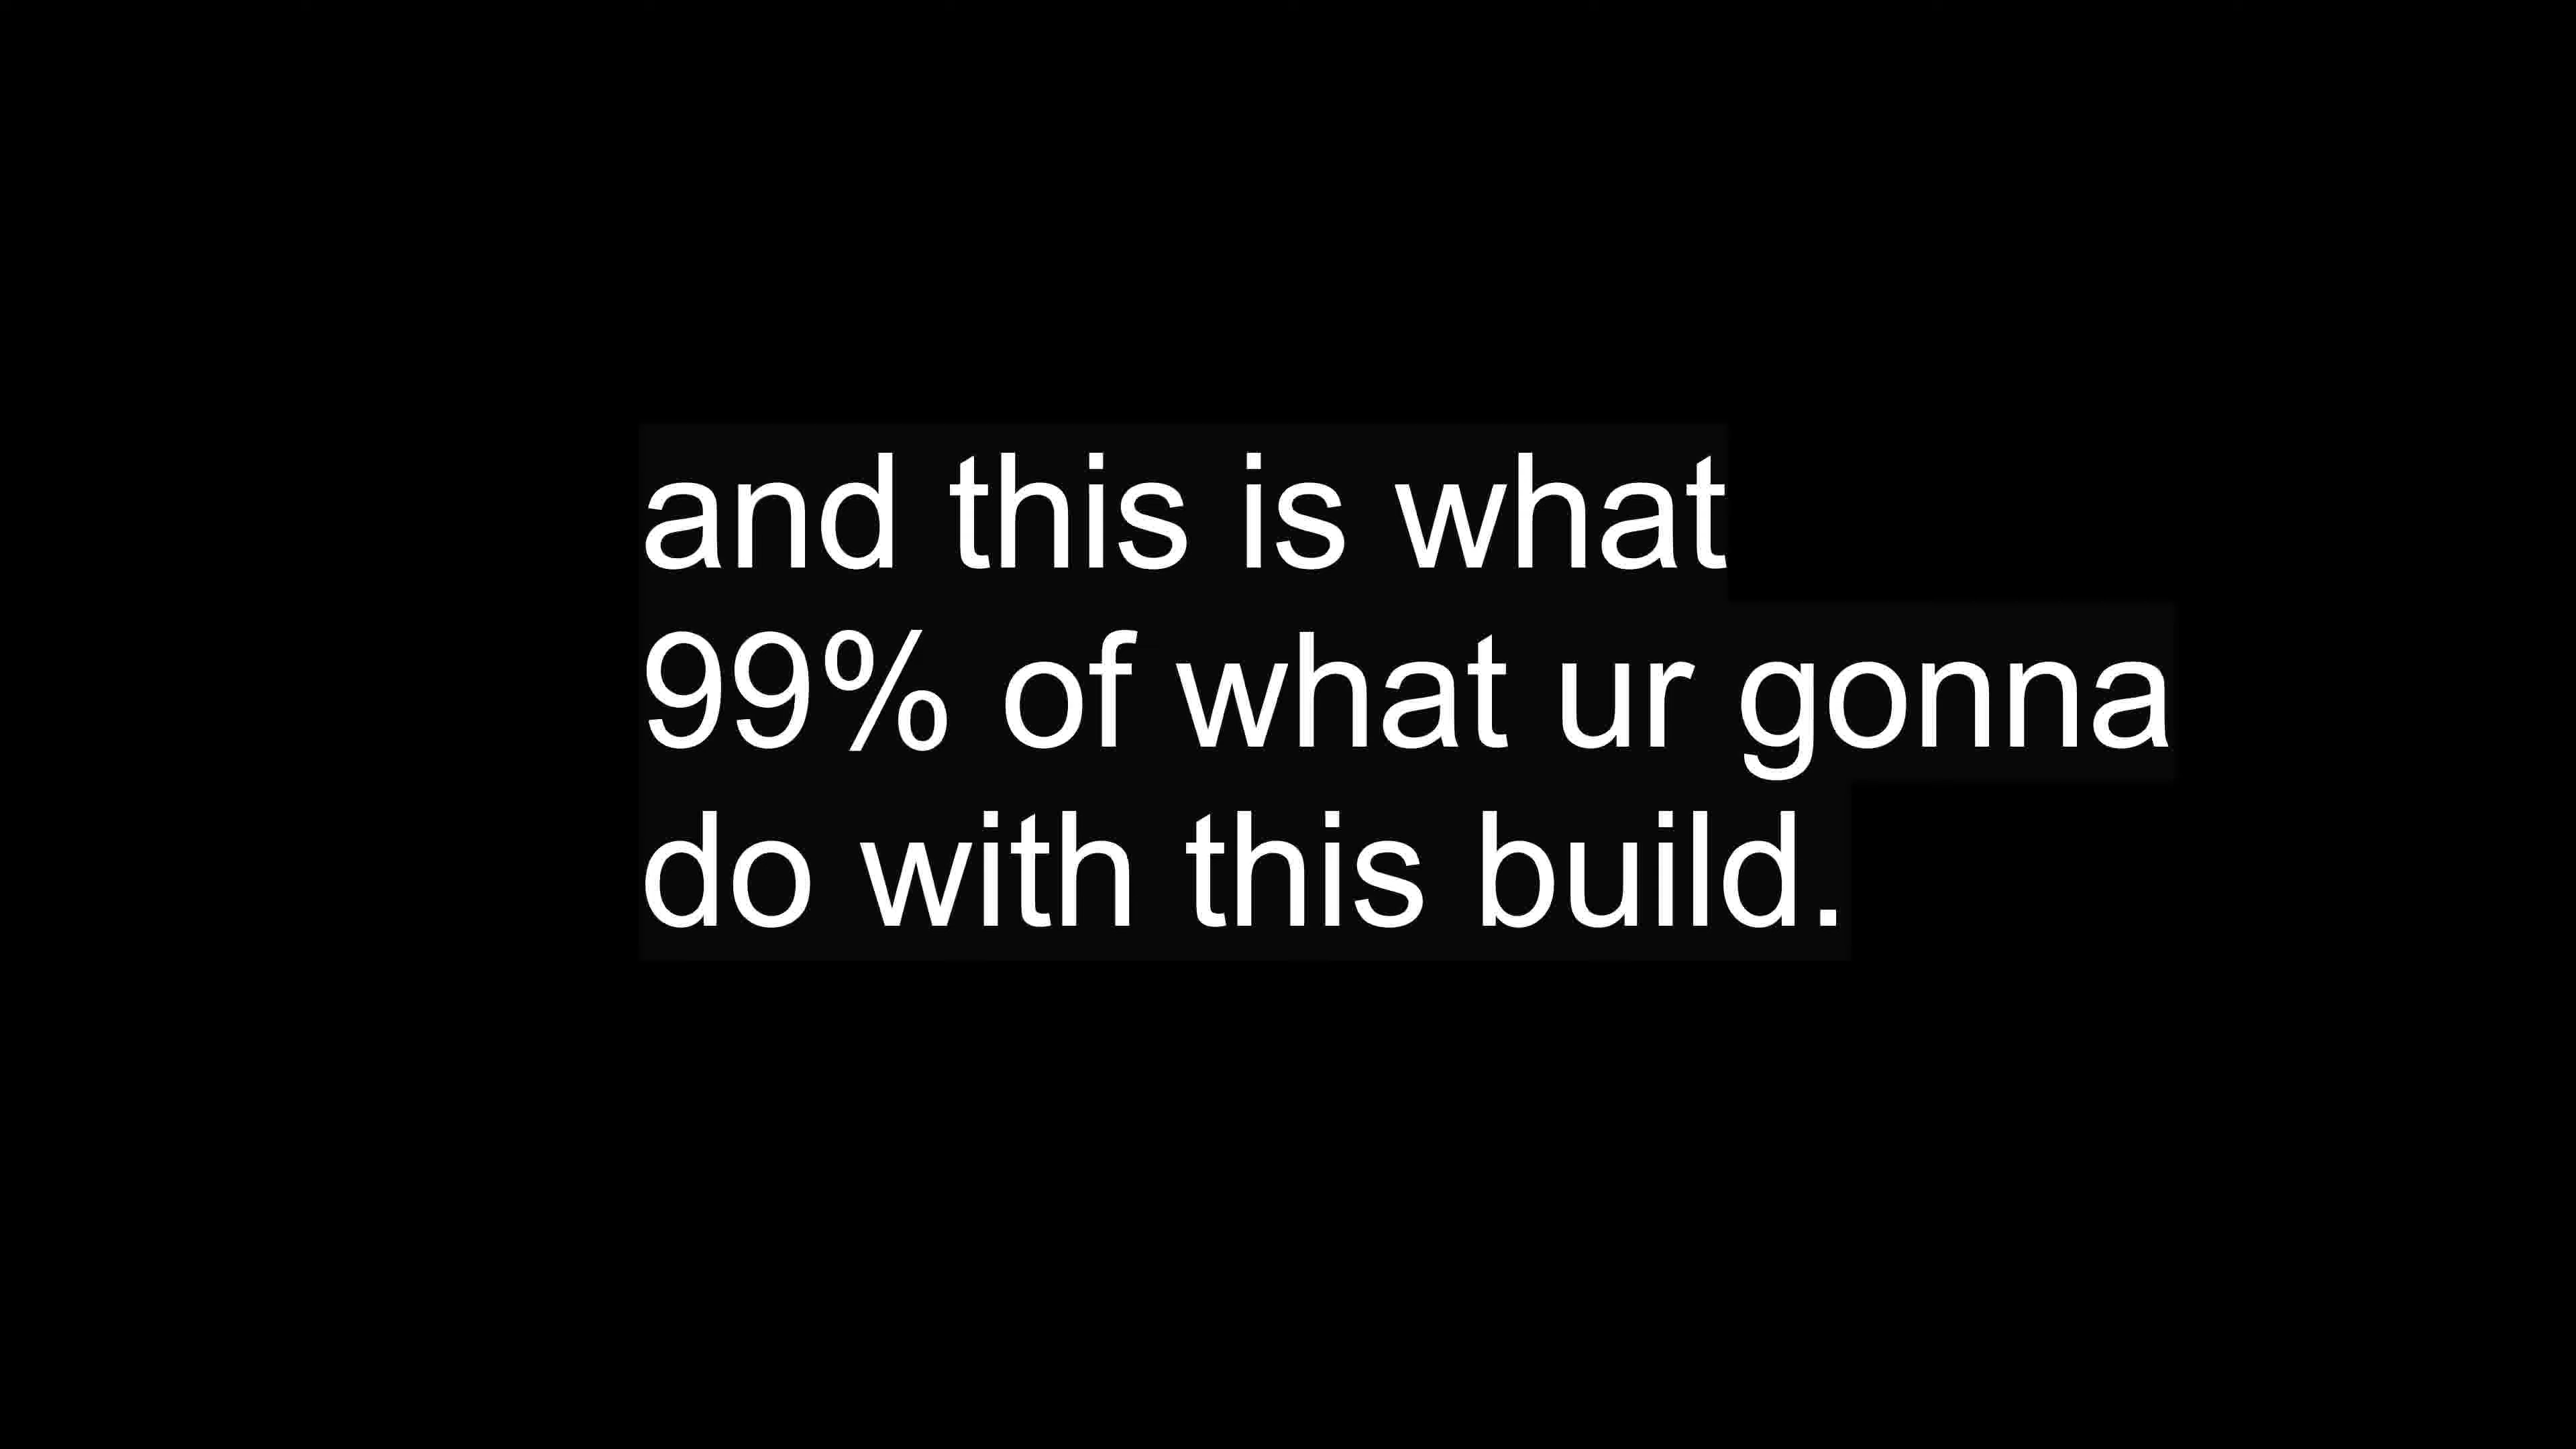 and this is what
99% of what ur gonna
do with this build.